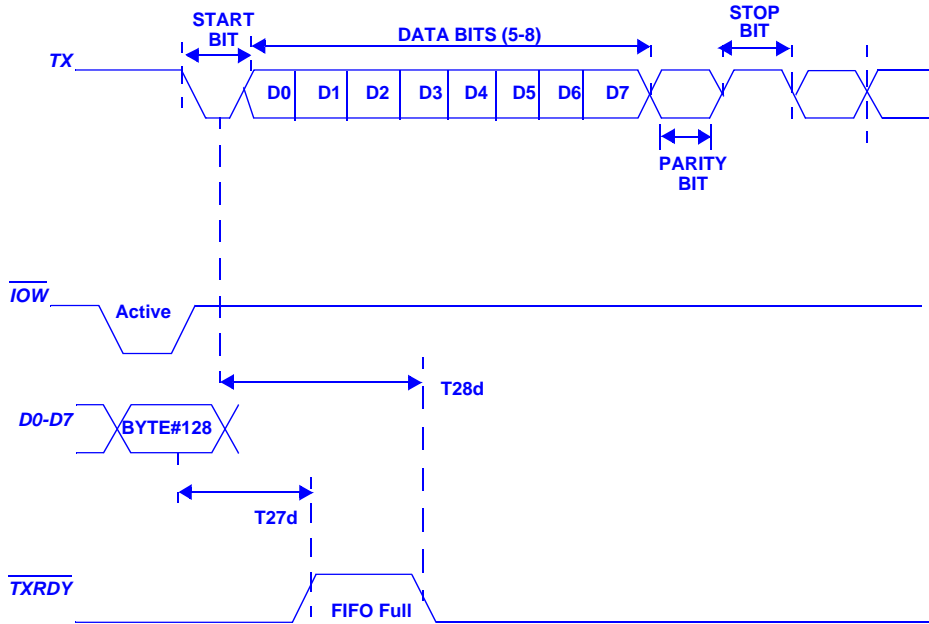 START
BIT
DATA BITS (5-8)
STOP
BIT
TX
D0 D1 D2 D3 D4 D5 D6 D7
PARITY
BIT
IOW
Active
T28d
D0-D7
BYTE#128
T27d
TXRDY
FIFO Full